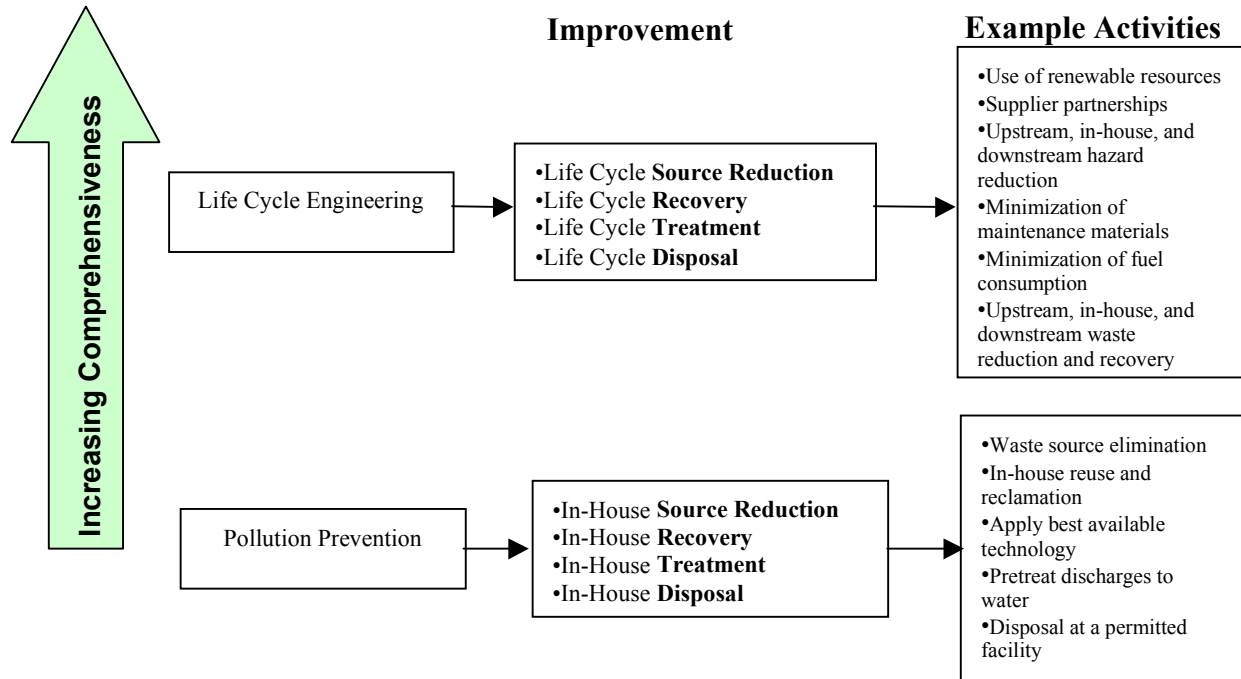 Improvement
Example Activities
Increasing Comprehensiveness
Life Cycle Engineering
•Life Cycle Source Reduction
•Life Cycle Recovery
•Life Cycle Treatment
•Life Cycle Disposal
•Use of renewable resources
•Supplier partnerships
•Upstream, in-house, and
downstream hazard
reduction
•Minimization of
maintenance materials
•Minimization of fuel
consumption
•Upstream, in-house, and
downstream waste
reduction and recovery
Pollution Prevention
•In-House Source Reduction
•In-House Recovery
•In-House Treatment
•In-House Disposal
•Waste source elimination
•In-house reuse and
reclamation
•Apply best available
technology
•Pretreat discharges to
water
•Disposal at a permitted
facility